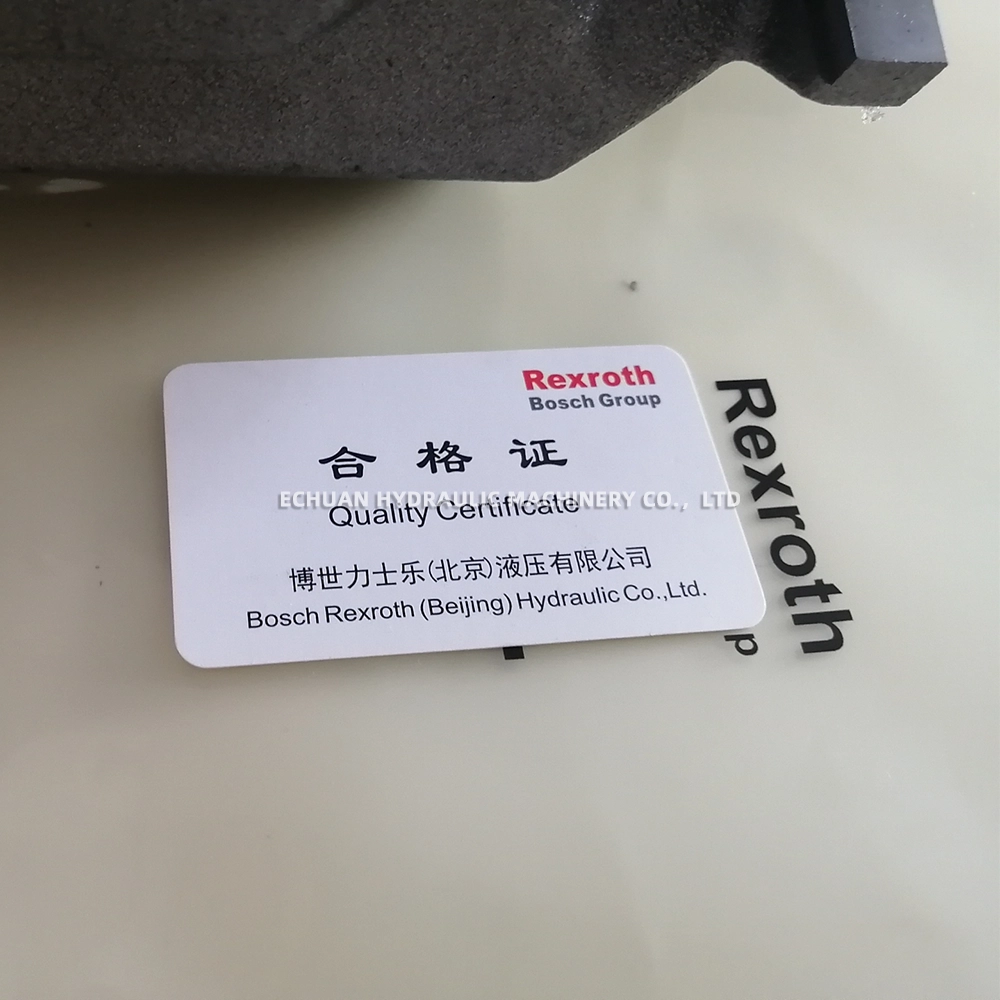 Rexroth
Bosch Group
合格证
ECHUAN HYDRAULIC MACHINERY CO., LTD
Quality Certificate
博世力士乐(北京)液压有限公司
Bosch Rexroth (Beijing) Hydraulic Co.,Ltd.
Rexroth
p